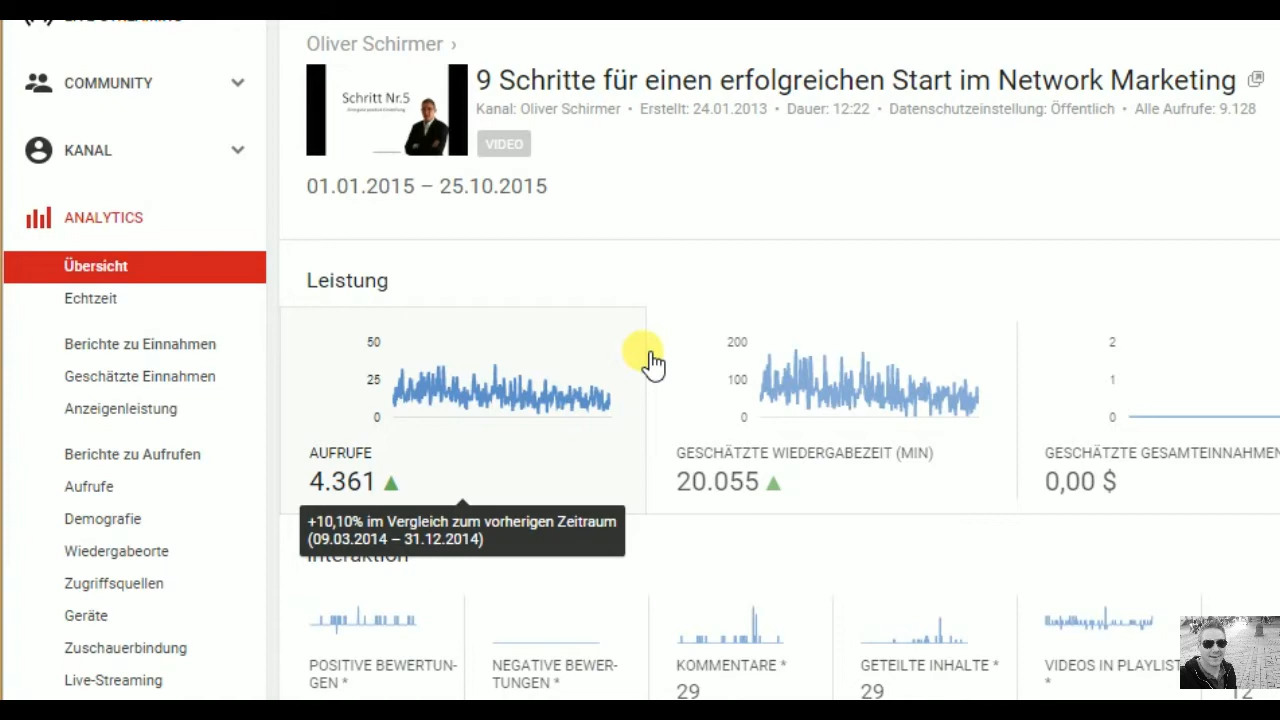 COMMUNITY
KANAL
ANALYTICS
Übersicht
Echtzeit
Berichte zu Einnahmen
Geschätzte Einnahmen
Anzeigenleistung
Berichte zu Aufrufen
Aufrufe
Demografie
Wiedergabeorte
Zugriffsquellen
Geräte
Zuschauerbindung
Live-Streaming
Oliver Schirmer ›
Schritt Nr.5
9 Schritte für einen erfolgreichen Start im Network Marketing
Kanal: Oliver Schirmer • Erstellt: 24.01.2013 • Dauer: 12:22 • Datenschutzeinstellung: Öffentlich • Alle Aufrufe: 9.128
VIDEO
01.01.2015 – 25.10.2015
Leistung
50
25
0
AUFRUFE
4.361
+10,10% im Vergleich zum vorherigen Zeitraum
(09.03.2014 – 31.12.2014)
200
100
0
GESCHÄTZTE WIEDERGABEZEIT (MIN)
20.055
2
1
0
GESCHÄTZTE GESAMTEINNAHMEN
0,00 $
Interaktion
POSITIVE BEWERTUN-
GEN *
NEGATIVE BEWER-
TUNGEN *
KOMMENTARE *
29
GETEILTE INHALTE *
29
VIDEOS IN PLAYLIST
*
12